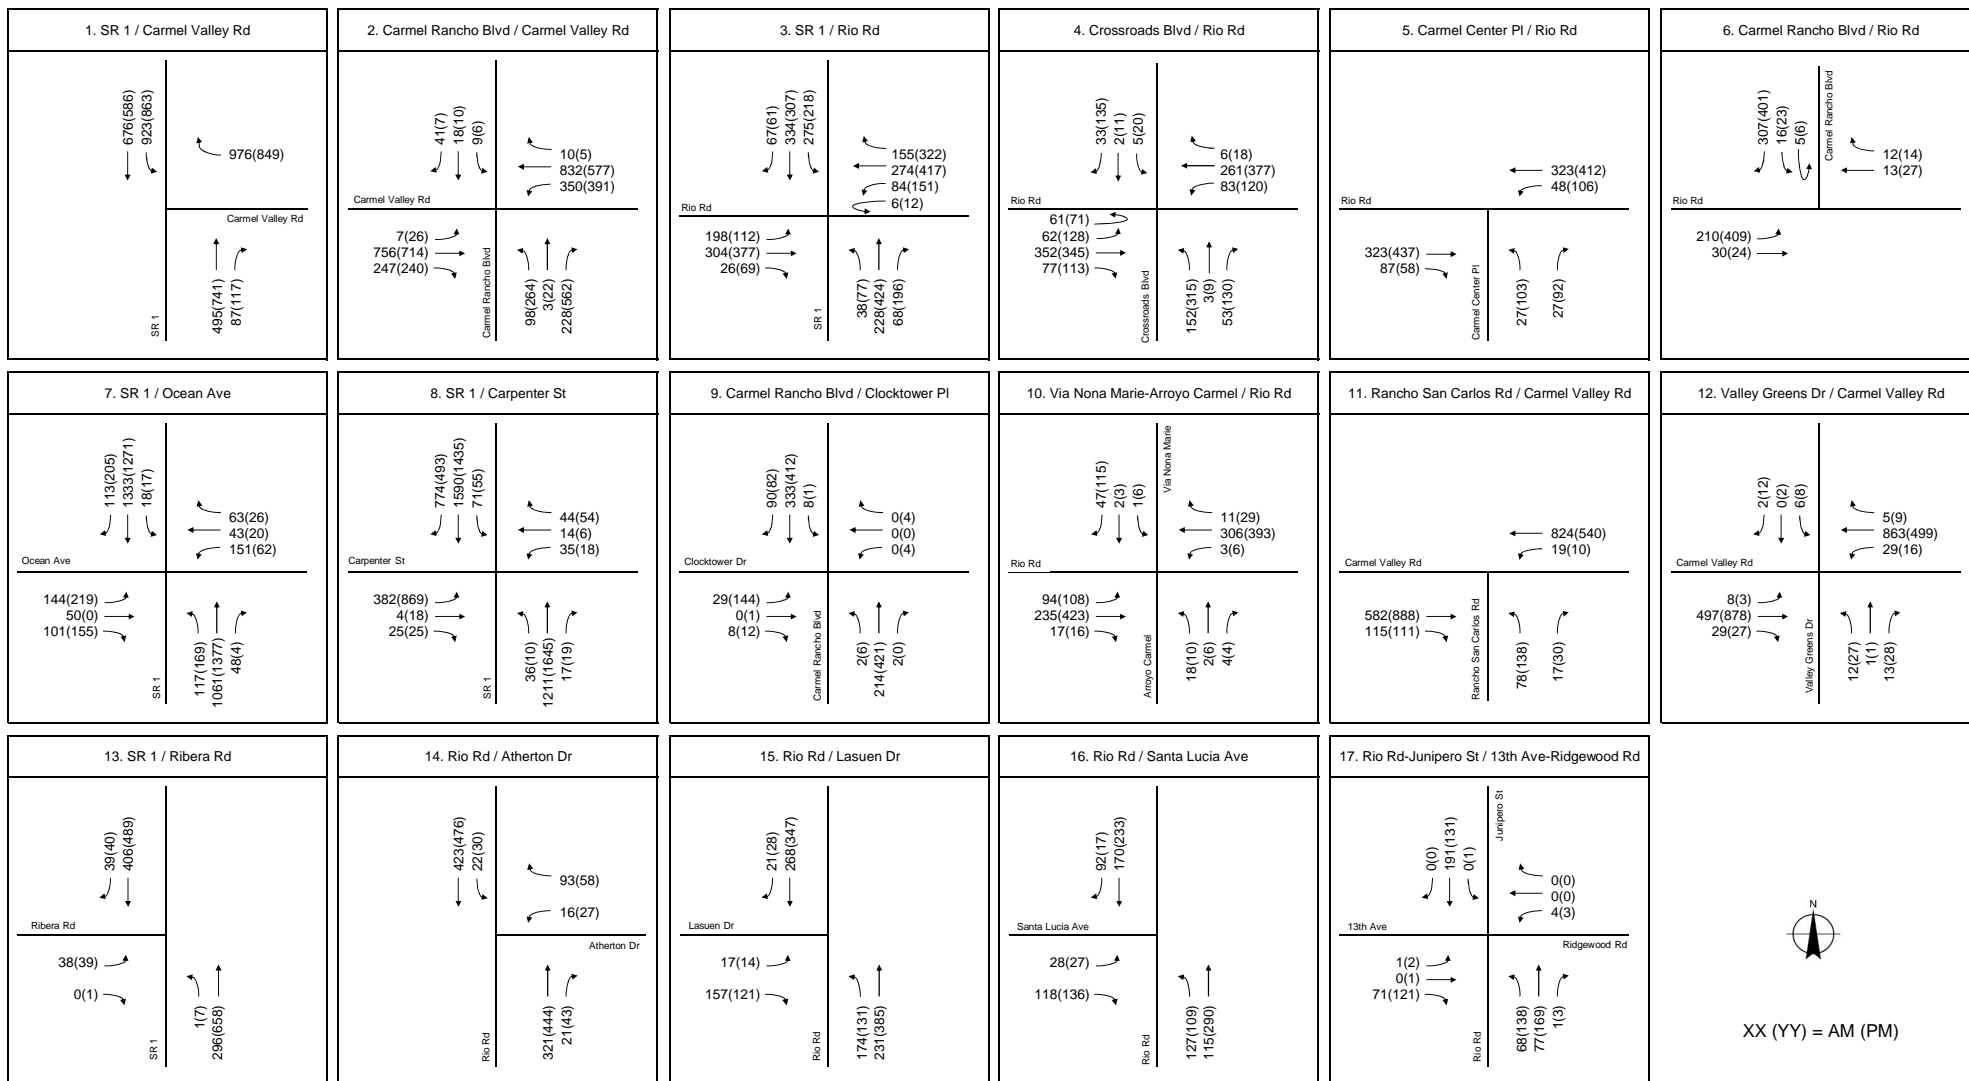 1. SR 1 / Carmel Valley Rd
676(586)
923(863)
976(849)
Carmel Valley Rd
SR 1
495(741)
87(117)
2. Carmel Rancho Blvd / Carmel Valley Rd
41(7)
18(10)
9(6)
10(5)
832(577)
350(391)
Carmel Valley Rd
7(26)
756(714)
247(240)
Carmel Rancho Blvd
98(264)
3(22)
228(562)
3. SR 1 / Rio Rd
67(61)
334(307)
275(218)
155(322)
274(417)
84(151)
6(12)
Rio Rd
198(112)
304(377)
26(69)
SR 1
38(77)
228(424)
68(196)
4. Crossroads Blvd / Rio Rd
33(135)
2(11)
5(20)
6(18)
261(377)
83(120)
Rio Rd
61(71)
62(128)
352(345)
77(113)
Crossroads Blvd
152(315)
3(9)
53(130)
5. Carmel Center Pl / Rio Rd
323(412)
48(106)
Rio Rd
323(437)
87(58)
Carmel Center Pl
27(103)
27(92)
6. Carmel Rancho Blvd / Rio Rd
307(401)
16(23)
5(6)
Carmel Rancho Blvd
12(14)
13(27)
Rio Rd
210(409)
30(24)
7. SR 1 / Ocean Ave
113(205)
1333(1271)
18(17)
63(26)
43(20)
151(62)
Ocean Ave
144(219)
50(0)
101(155)
SR 1
117(169)
1061(1377)
48(4)
8. SR 1 / Carpenter St
774(493)
1590(1435)
71(55)
44(54)
14(6)
35(18)
Carpenter St
382(869)
4(18)
25(25)
SR 1
36(10)
1211(1645)
17(19)
9. Carmel Rancho Blvd / Clocktower Pl
90(82)
333(412)
8(1)
0(4)
0(0)
0(4)
Clocktower Dr
29(144)
0(1)
8(12)
Carmel Rancho Blvd
2(6)
214(421)
2(0)
10. Via Nona Marie-Arroyo Carmel / Rio Rd
47(115)
2(3)
1(6)
Via Nona Marie
11(29)
306(393)
3(6)
Rio Rd
94(108)
235(423)
17(16)
Arroyo Carmel
18(10)
2(6)
4(4)
11. Rancho San Carlos Rd / Carmel Valley Rd
824(540)
19(10)
Carmel Valley Rd
582(888)
115(111)
Rancho San Carlos Rd
78(138)
17(30)
12. Valley Greens Dr / Carmel Valley Rd
2(12)
0(2)
6(8)
5(9)
863(499)
29(16)
Carmel Valley Rd
8(3)
497(878)
29(27)
Valley Greens Dr
12(27)
1(1)
13(28)
13. SR 1 / Ribera Rd
39(40)
406(489)
Ribera Rd
38(39)
0(1)
SR 1
1(7)
296(658)
14. Rio Rd / Atherton Dr
423(476)
22(30)
93(58)
16(27)
Atherton Dr
Rio Rd
321(444)
21(43)
15. Rio Rd / Lasuen Dr
21(28)
268(347)
Lasuen Dr
17(14)
157(121)
Rio Rd
174(131)
231(385)
16. Rio Rd / Santa Lucia Ave
92(17)
170(233)
Santa Lucia Ave
28(27)
118(136)
Rio Rd
127(109)
115(290)
17. Rio Rd-Junipero St / 13th Ave-Ridgewood Rd
0(0)
191(131)
0(1)
Junipero St
0(0)
0(0)
4(3)
13th Ave
Ridgewood Rd
1(2)
0(1)
71(121)
Rio Rd
68(138)
77(169)
1(3)
N
XX (YY) = AM (PM)